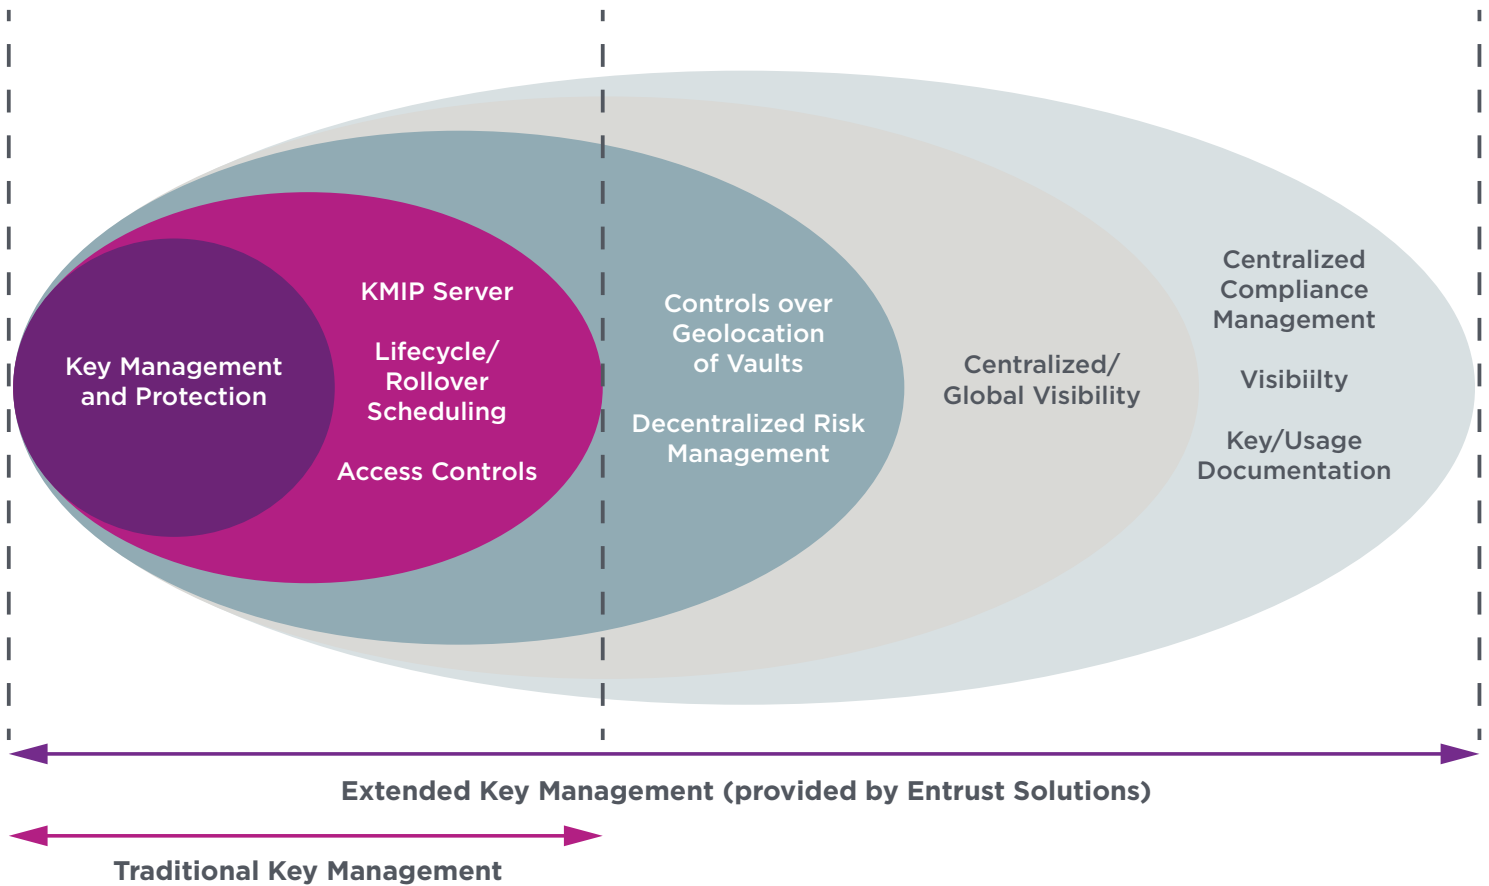 Key Management
and Protection
KMIP Server
Lifecycle/
Rollover
Scheduling
Access Controls
Controls over
Geolocation
of Vaults
Decentralized Risk
Management
Centralized/
Global Visibility
Centralized
Compliance
Management
Visibiilty
Key/Usage
Documentation
Extended Key Management (provided by Entrust Solutions)
Traditional Key Management